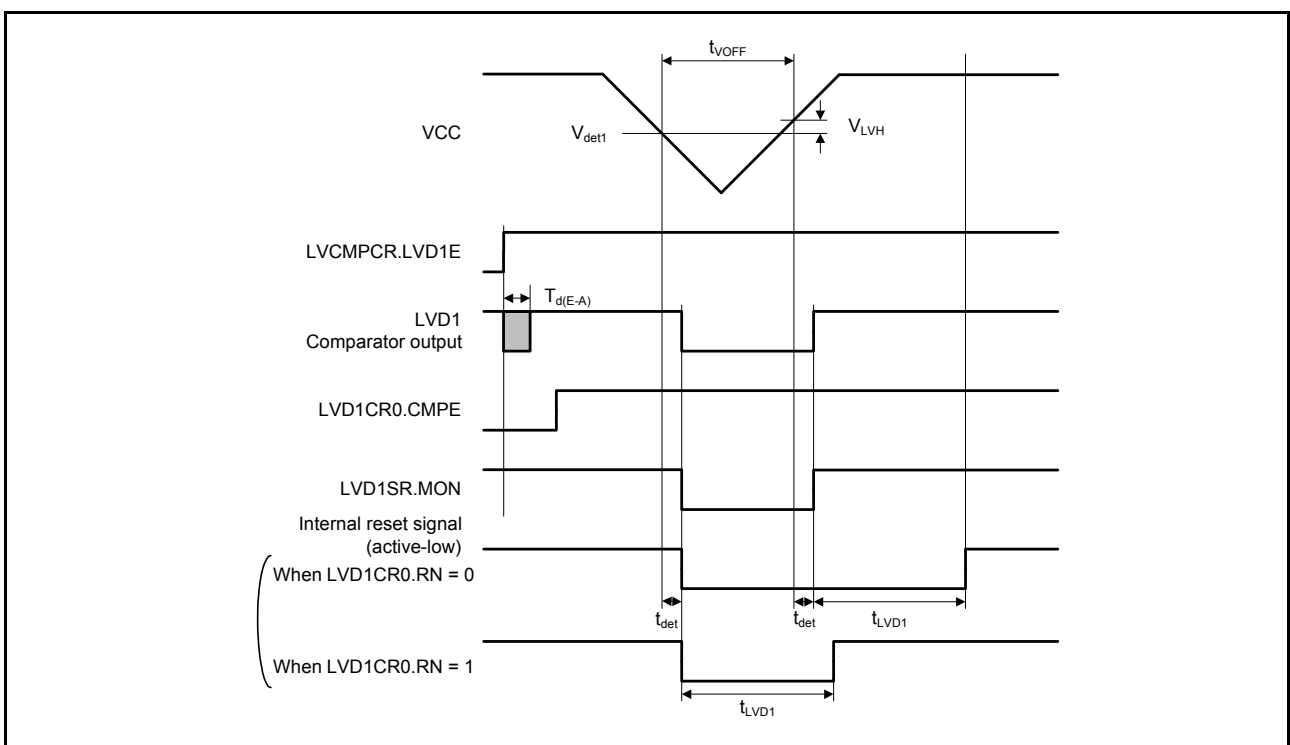 tVOFF
VCC
Vdet1
VLVH
LVCMPCR.LVD1E
Td(E-A)
LVD1
Comparator output
LVD1CR0.CMPE
LVD1SR.MON
Internal reset signal
(active-low)
When LVD1CR0.RN = 0
tdet
tdet
tLVD1
When LVD1CR0.RN = 1
tLVD1